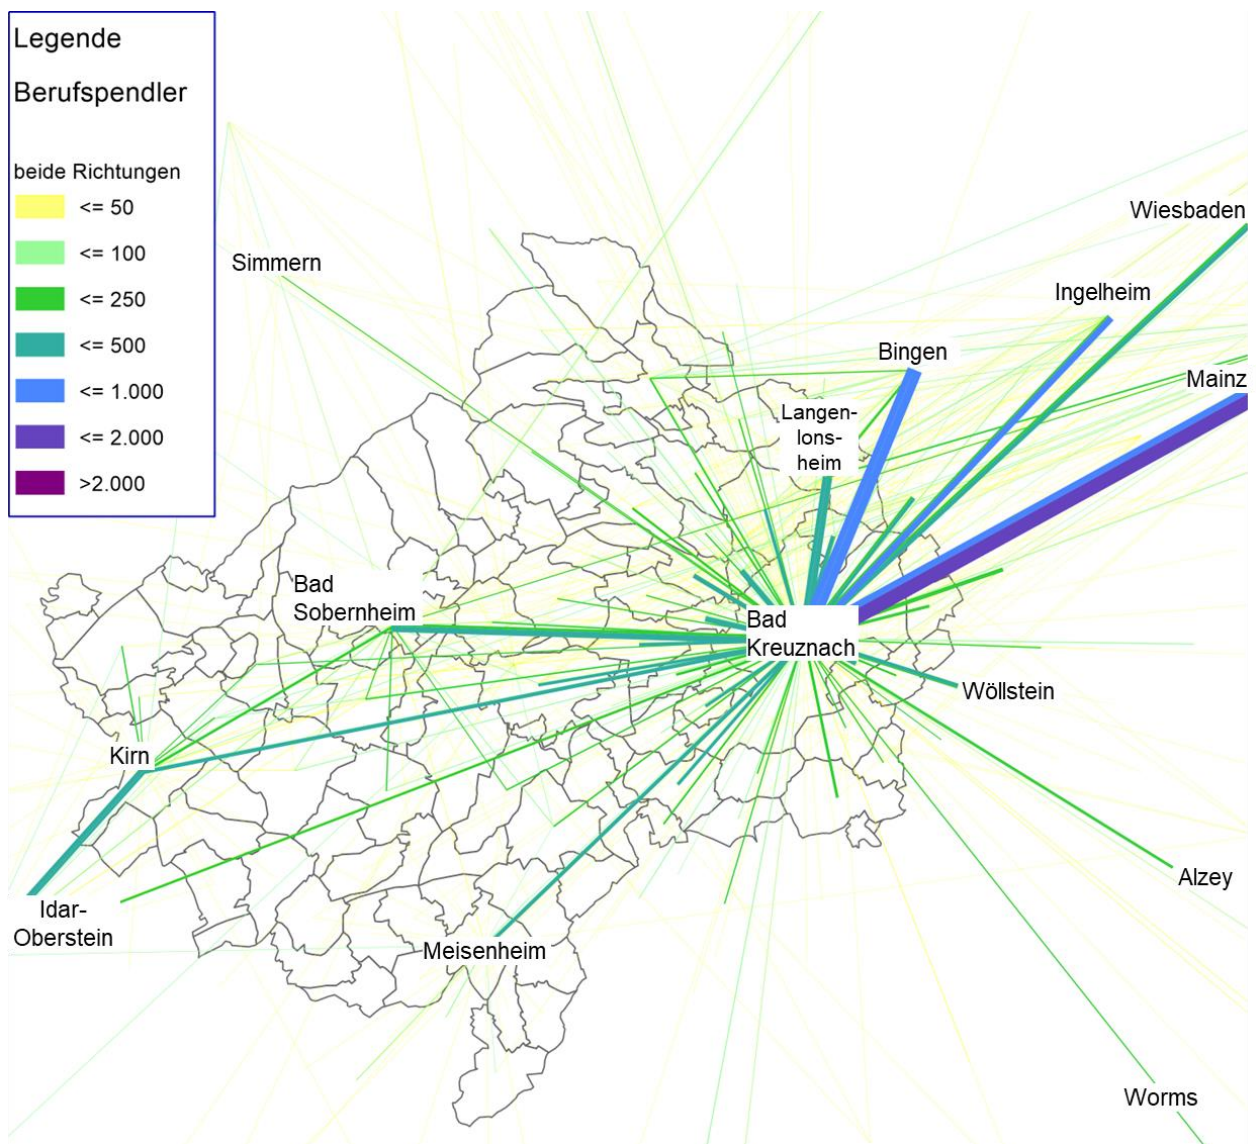 Legende
Berufspendler
beide Richtungen
<= 50
<= 100
<= 250
<= 500
<= 1.000
<= 2.000
>2.000
Wiesbaden
Simmern
Ingelheim
Bingen
Mainz
Langen-
lons-
heim
Bad
Sobernheim
Bad
Kreuznach
Wöllstein
Kirn
Alzey
Idar-
Oberstein
Meisenheim
Worms